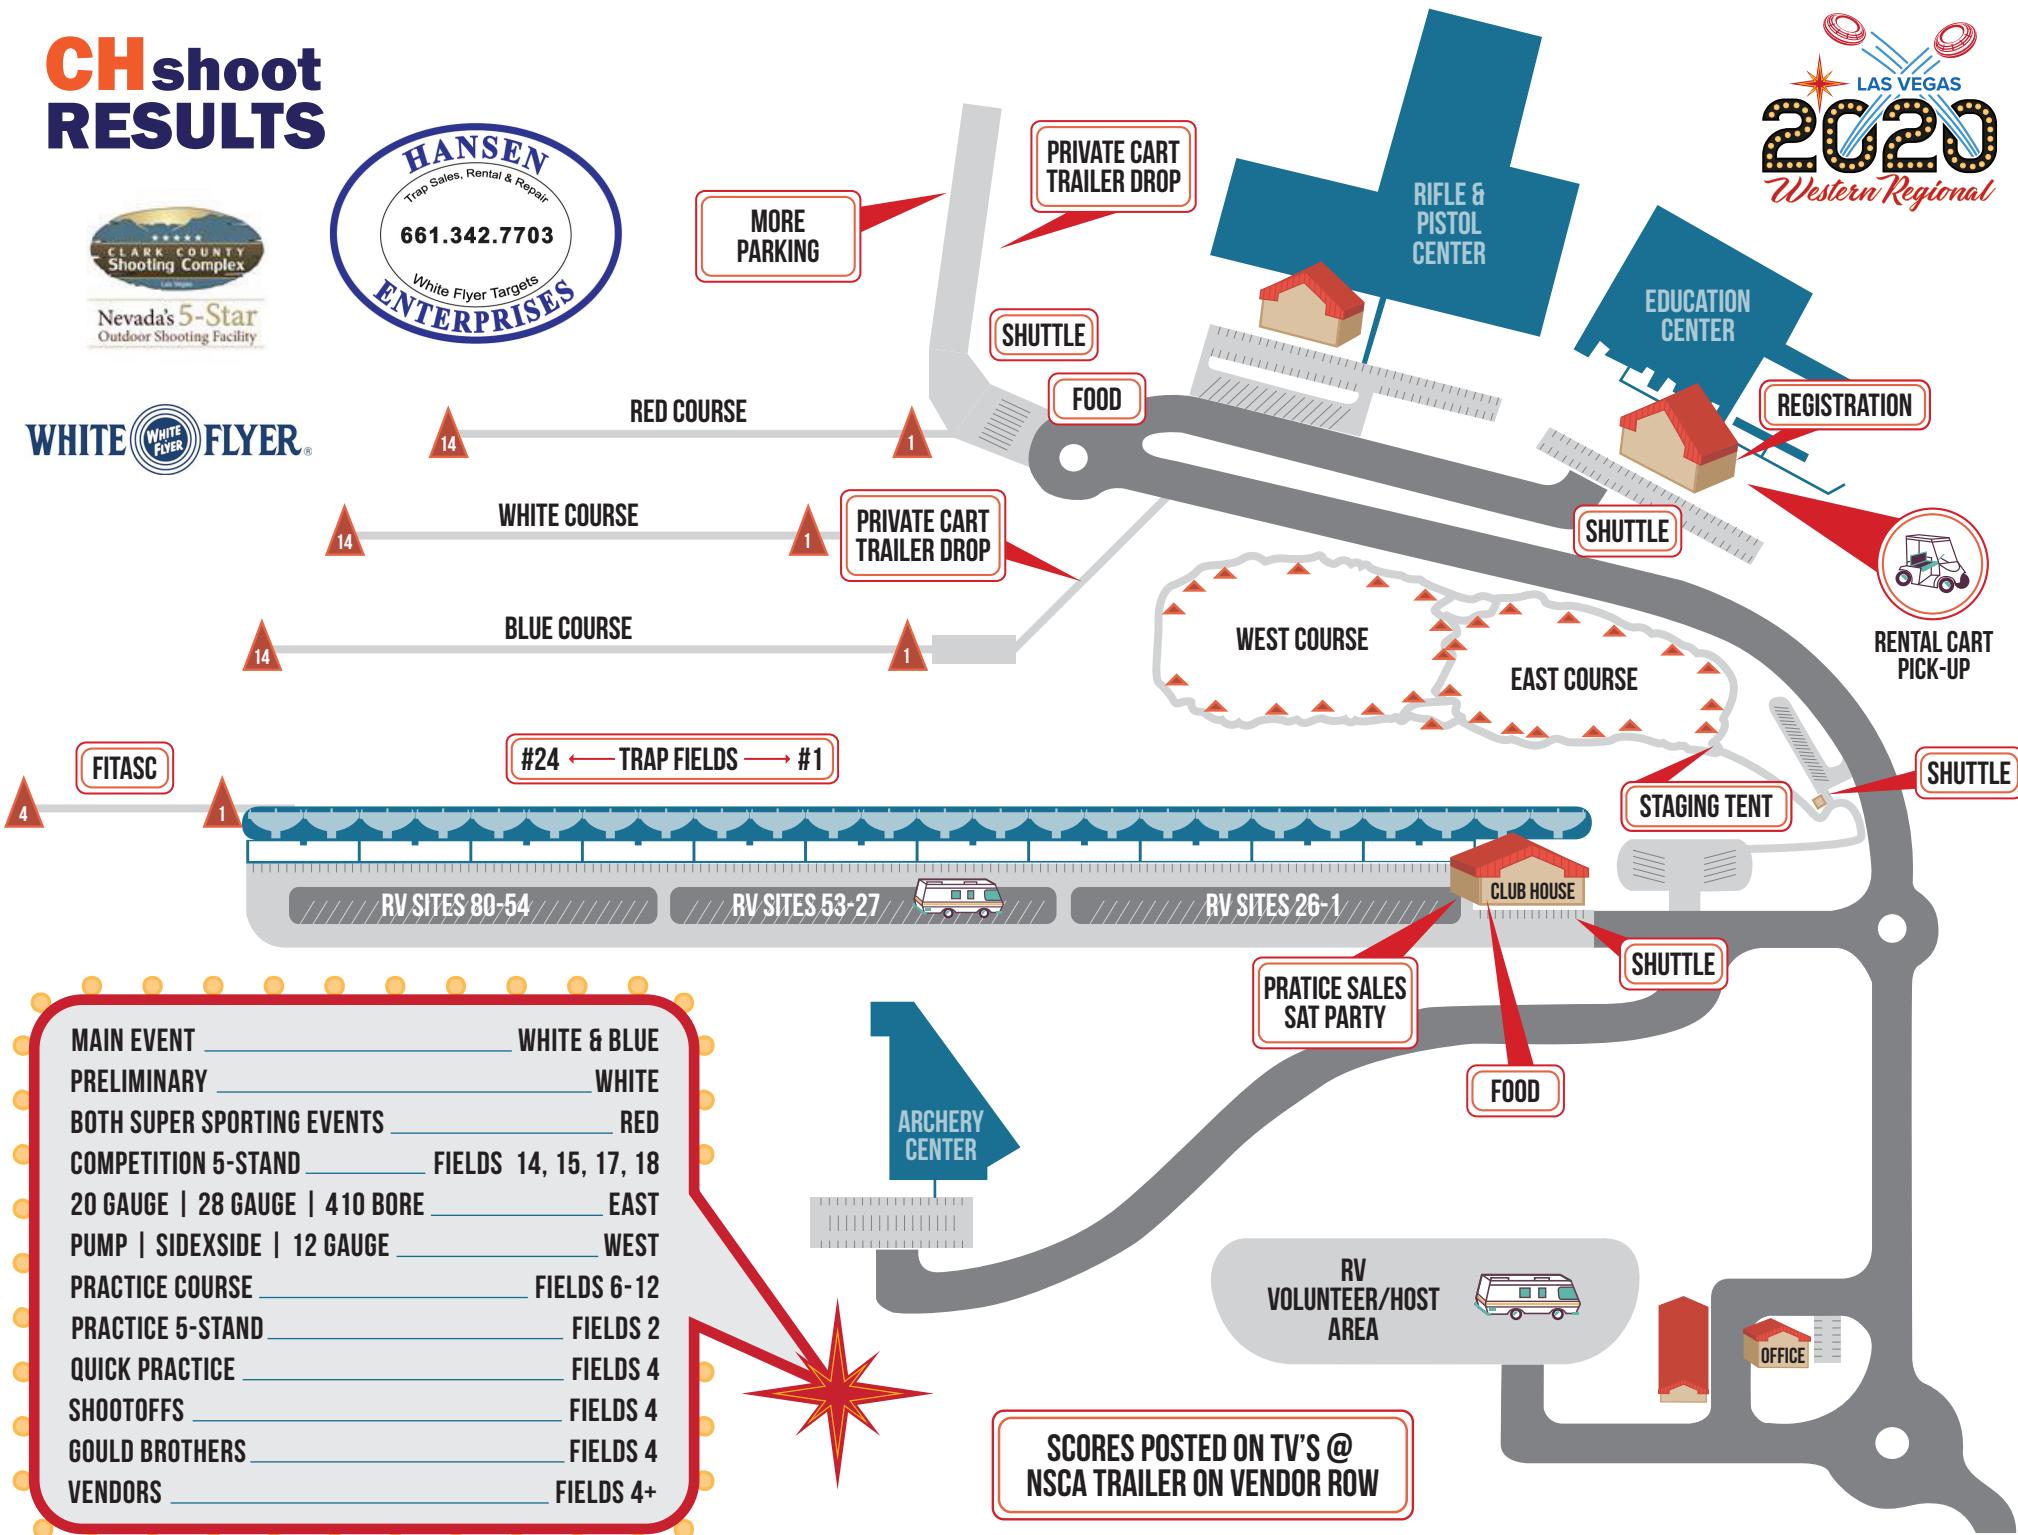 CH shoot
RESULTS
HANSEN
Trap Sales, Rental & Repair
661.342.7703
White Flyer Targets
ENTERPRISES
CLARK COUNTY
Shooting Complex
Las Vegas
Nevada's 5-Star
Outdoor Shooting Facility
WHITE WHITE FLYER FLYER®
LAS VEGAS
2020
Western Regional
MORE
PARKING
PRIVATE CART
TRAILER DROP
SHUTTLE
FOOD
RIFLE &
PISTOL
CENTER
EDUCATION
CENTER
REGISTRATION
SHUTTLE
RENTAL CART
PICK-UP
RED COURSE
14
1
WHITE COURSE
14
1
PRIVATE CART
TRAILER DROP
BLUE COURSE
14
1
WEST COURSE
EAST COURSE
STAGING TENT
SHUTTLE
FITASC
4
1
#24 ← TRAP FIELDS → #1
RV SITES 80-54
RV SITES 53-27
RV SITES 26-1
CLUB HOUSE
PRATICE SALES
SAT PARTY
SHUTTLE
FOOD
ARCHERY
CENTER
RV
VOLUNTEER/HOST
AREA
OFFICE
MAIN EVENT WHITE & BLUE
PRELIMINARY WHITE
BOTH SUPER SPORTING EVENTS RED
COMPETITION 5-STAND FIELDS 14, 15, 17, 18
20 GAUGE | 28 GAUGE | 410 BORE EAST
PUMP | SIDEXSIDE | 12 GAUGE WEST
PRACTICE COURSE FIELDS 6-12
PRACTICE 5-STAND FIELDS 2
QUICK PRACTICE FIELDS 4
SHOOTOFFS FIELDS 4
GOULD BROTHERS FIELDS 4
VENDORS FIELDS 4+
SCORES POSTED ON TV'S @
NSCA TRAILER ON VENDOR ROW